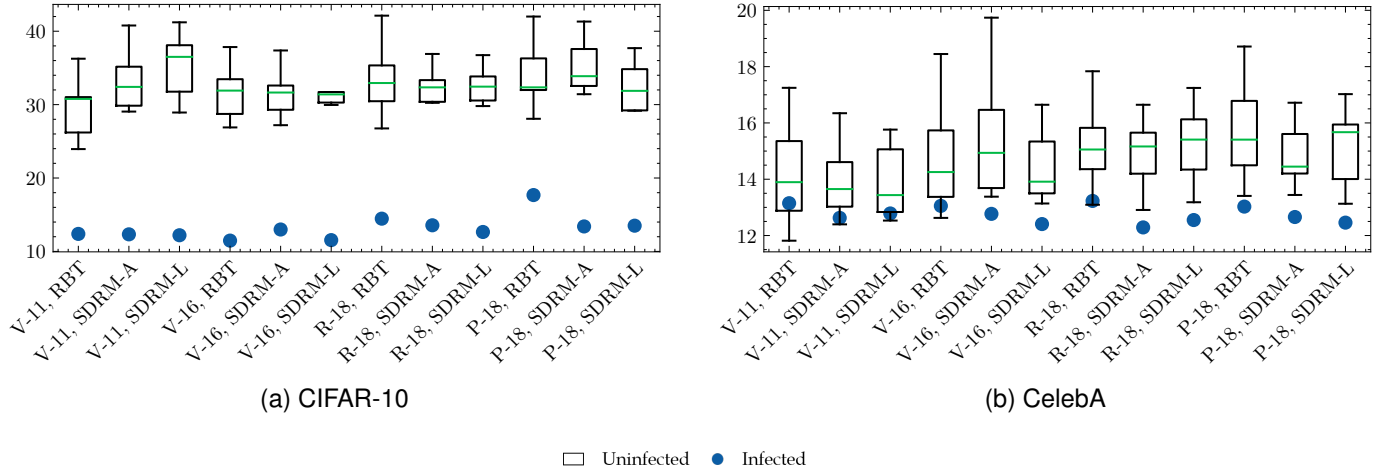 40
30
20
10
V-11, RBT
V-11, SDRM-A
V-11, SDRM-L
V-16, RBT
V-16, SDRM-A
V-16, SDRM-L
R-18, RBT
R-18, SDRM-A
R-18, SDRM-L
P-18, RBT
P-18, SDRM-A
P-18, SDRM-L
(a) CIFAR-10
20
18
16
14
12
V-11, RBT
V-11, SDRM-A
V-11, SDRM-L
V-16, RBT
V-16, SDRM-A
V-16, SDRM-L
R-18, RBT
R-18, SDRM-A
R-18, SDRM-L
P-18, RBT
P-18, SDRM-A
P-18, SDRM-L
(b) CelebA
Uninfected Infected